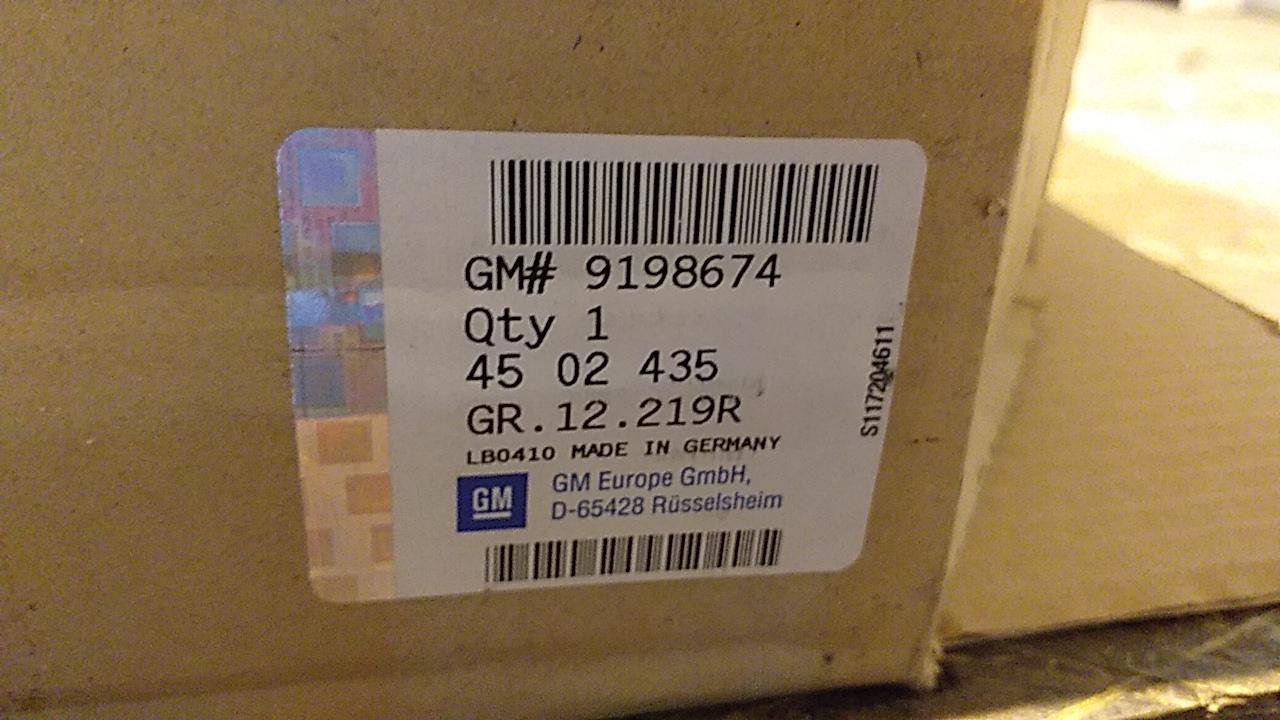 GM# 9198674
Qty 1
45 02 435
GR.12.219R
LB0410 MADE IN GERMANY
GM
GM Europe GmbH,
D-65428 Rüsselsheim
S117204611